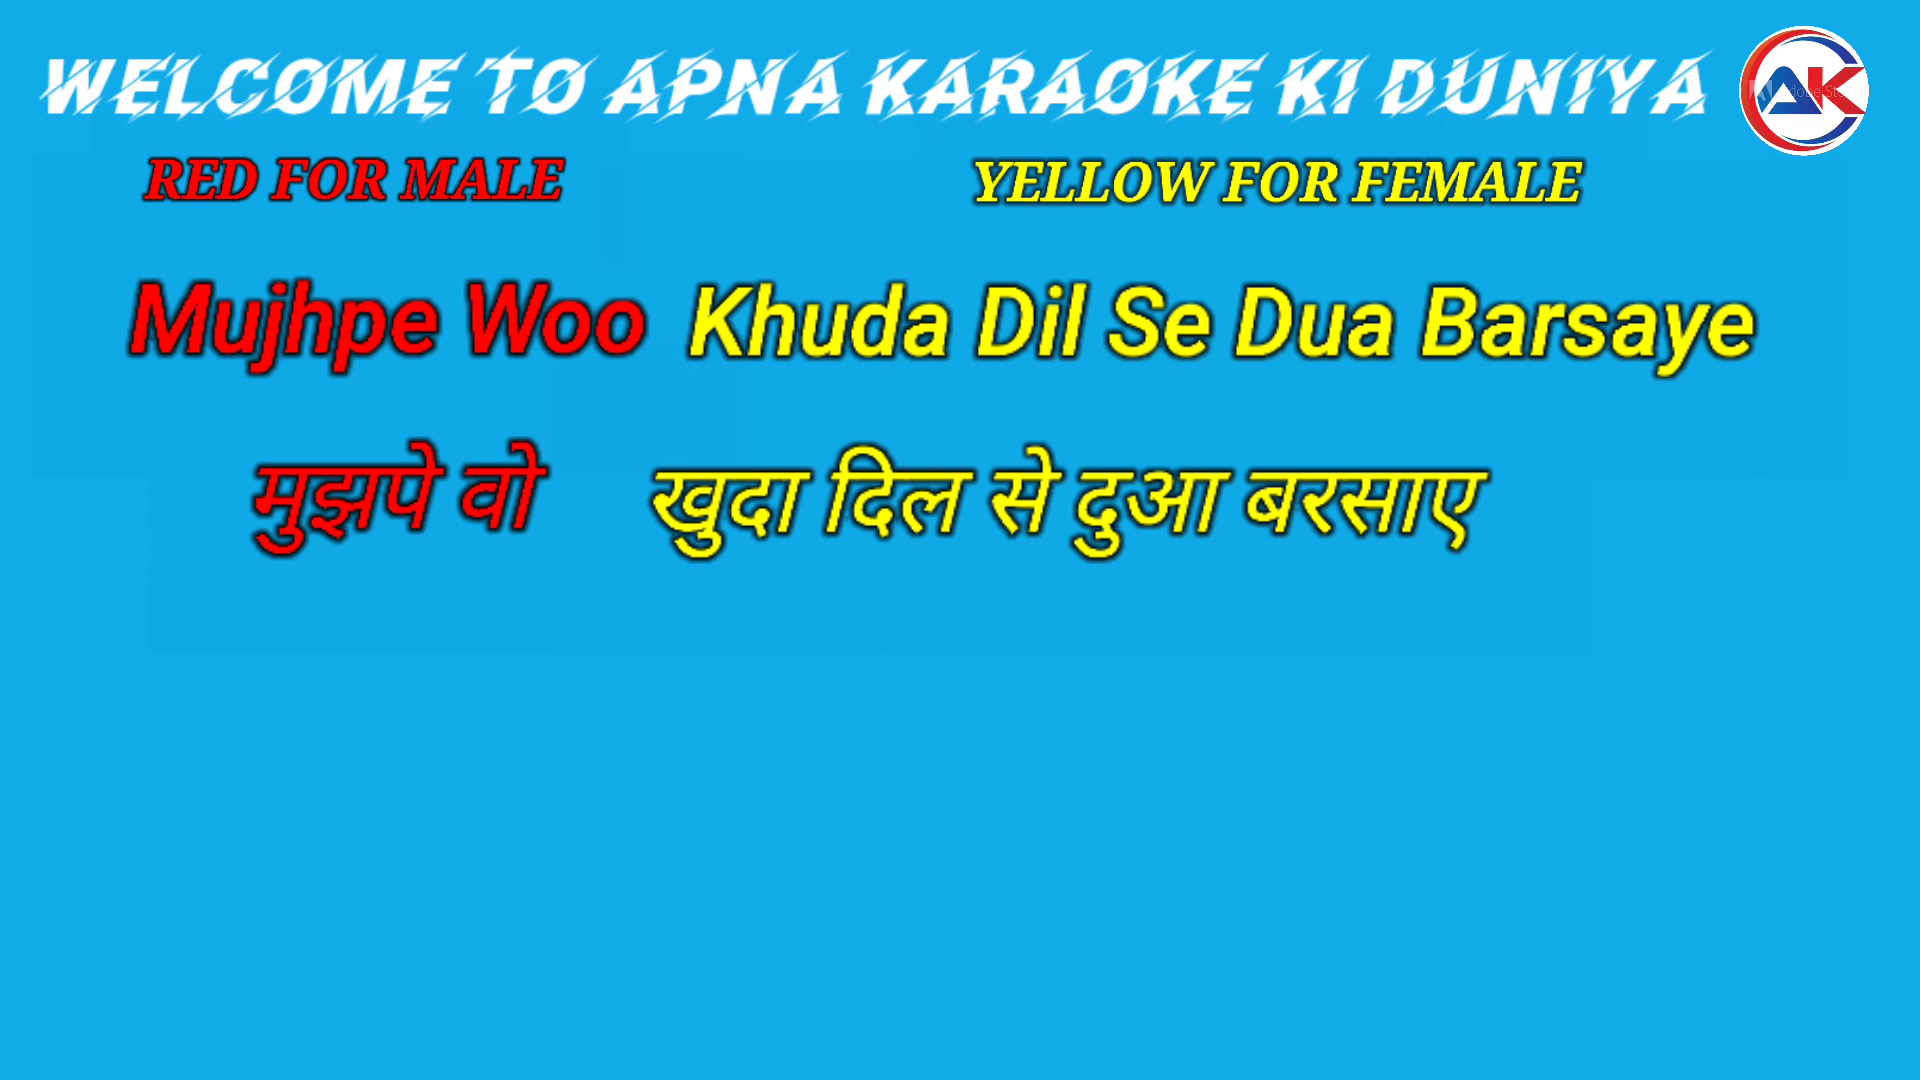 WELCOME TO APNA KARAOKE KI DUNIYA
AK
RED FOR MALE YELLOW FOR FEMALE
Mujhpe Woo Khuda Dil Se Dua Barsaye
मुझपे वो खुदा दिल से दुआ बरसाए